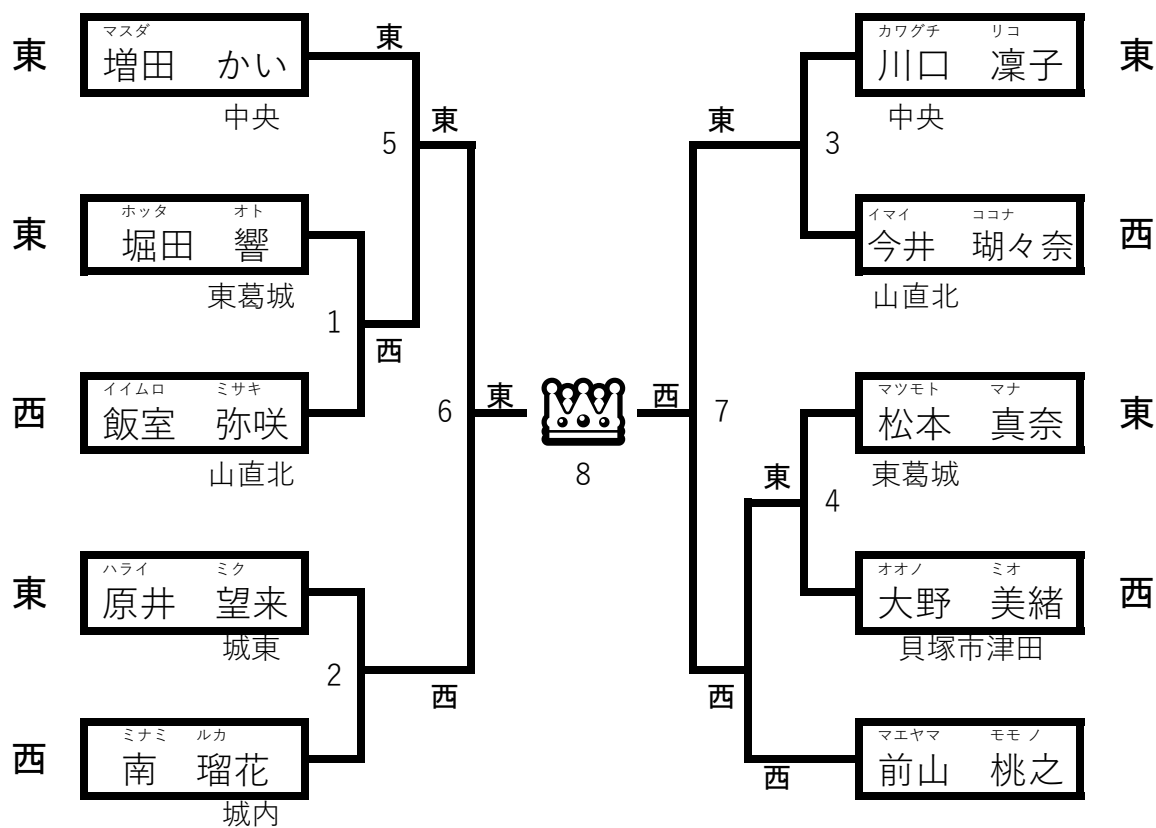 マスダ
東 増田 かい
中央
東
5
東
ホッタ オト
東 堀田 響
東葛城
1
西
イイムロ ミサキ
西 飯室 弥咲
山直北
6
東
ハライ ミク
東 原井 望来
城東
2
西
ミナミ ルカ
西 南 瑠花
城内
8
西
カワグチ リコ
川口 凜子 東
中央
東
3
イマイ ココナ
今井 瑚々奈 西
山直北
7
マツモト マナ
松本 真奈 東
東葛城
東
4
オオノ ミオ
大野 美緒 西
貝塚市津田
西
マエヤマ モモ ノ
前山 桃之
西